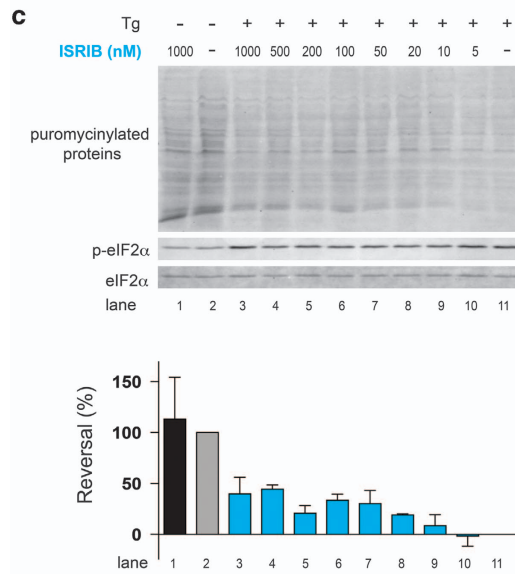 c
Tg – – + + + + + + + + +
ISRIB (nM) 1000 – 1000 500 200 100 50 20 10 5 –
puromycinylated
proteins
p-eIF2α
eIF2α
lane 1 2 3 4 5 6 7 8 9 10 11
Reversal (%)
150
100
50
0
lane 1 2 3 4 5 6 7 8 9 10 11